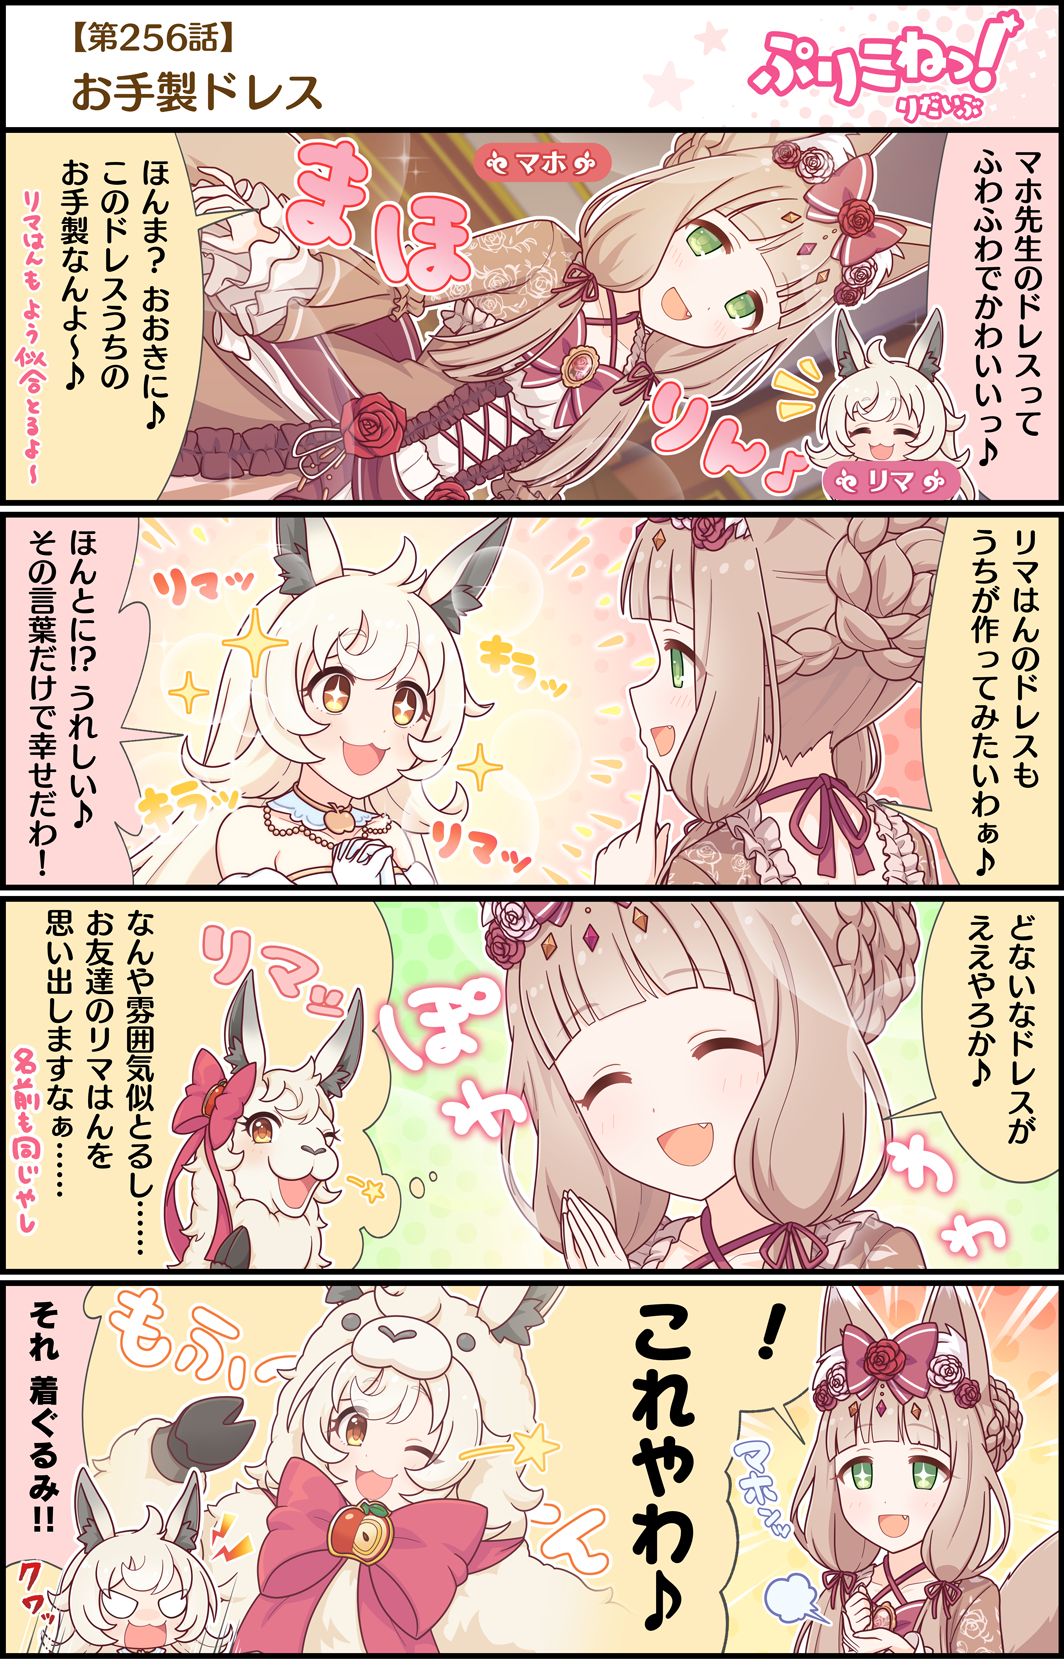 【第256話】
お手製ドレス
ぷりこねっ!
りだいぶ
マホ先生のドレスって
ふわふわでかわいいっ♪
マホ
まほ
りん♪
リマ
ほんま? おおきに♪
このドレスうちの
お手製なんよ〜♪
リマはんも よう似合とるよ〜
リマはんのドレスも
うちが作ってみたいわぁ♪
リマッ
キラッ
キラッ
リマッ
ほんとに!? うれしい♪
その言葉だけで幸せだわ!
どないなドレスが
ええやろか♪
ぽわ
わわ
リマッ
なんや雰囲気似とるし……
お友達のリマはんを
思い出しますなぁ……
名前も同じやし
!
マホッ
これやわ♪
もふーん
それ 着ぐるみ!!
クワッ